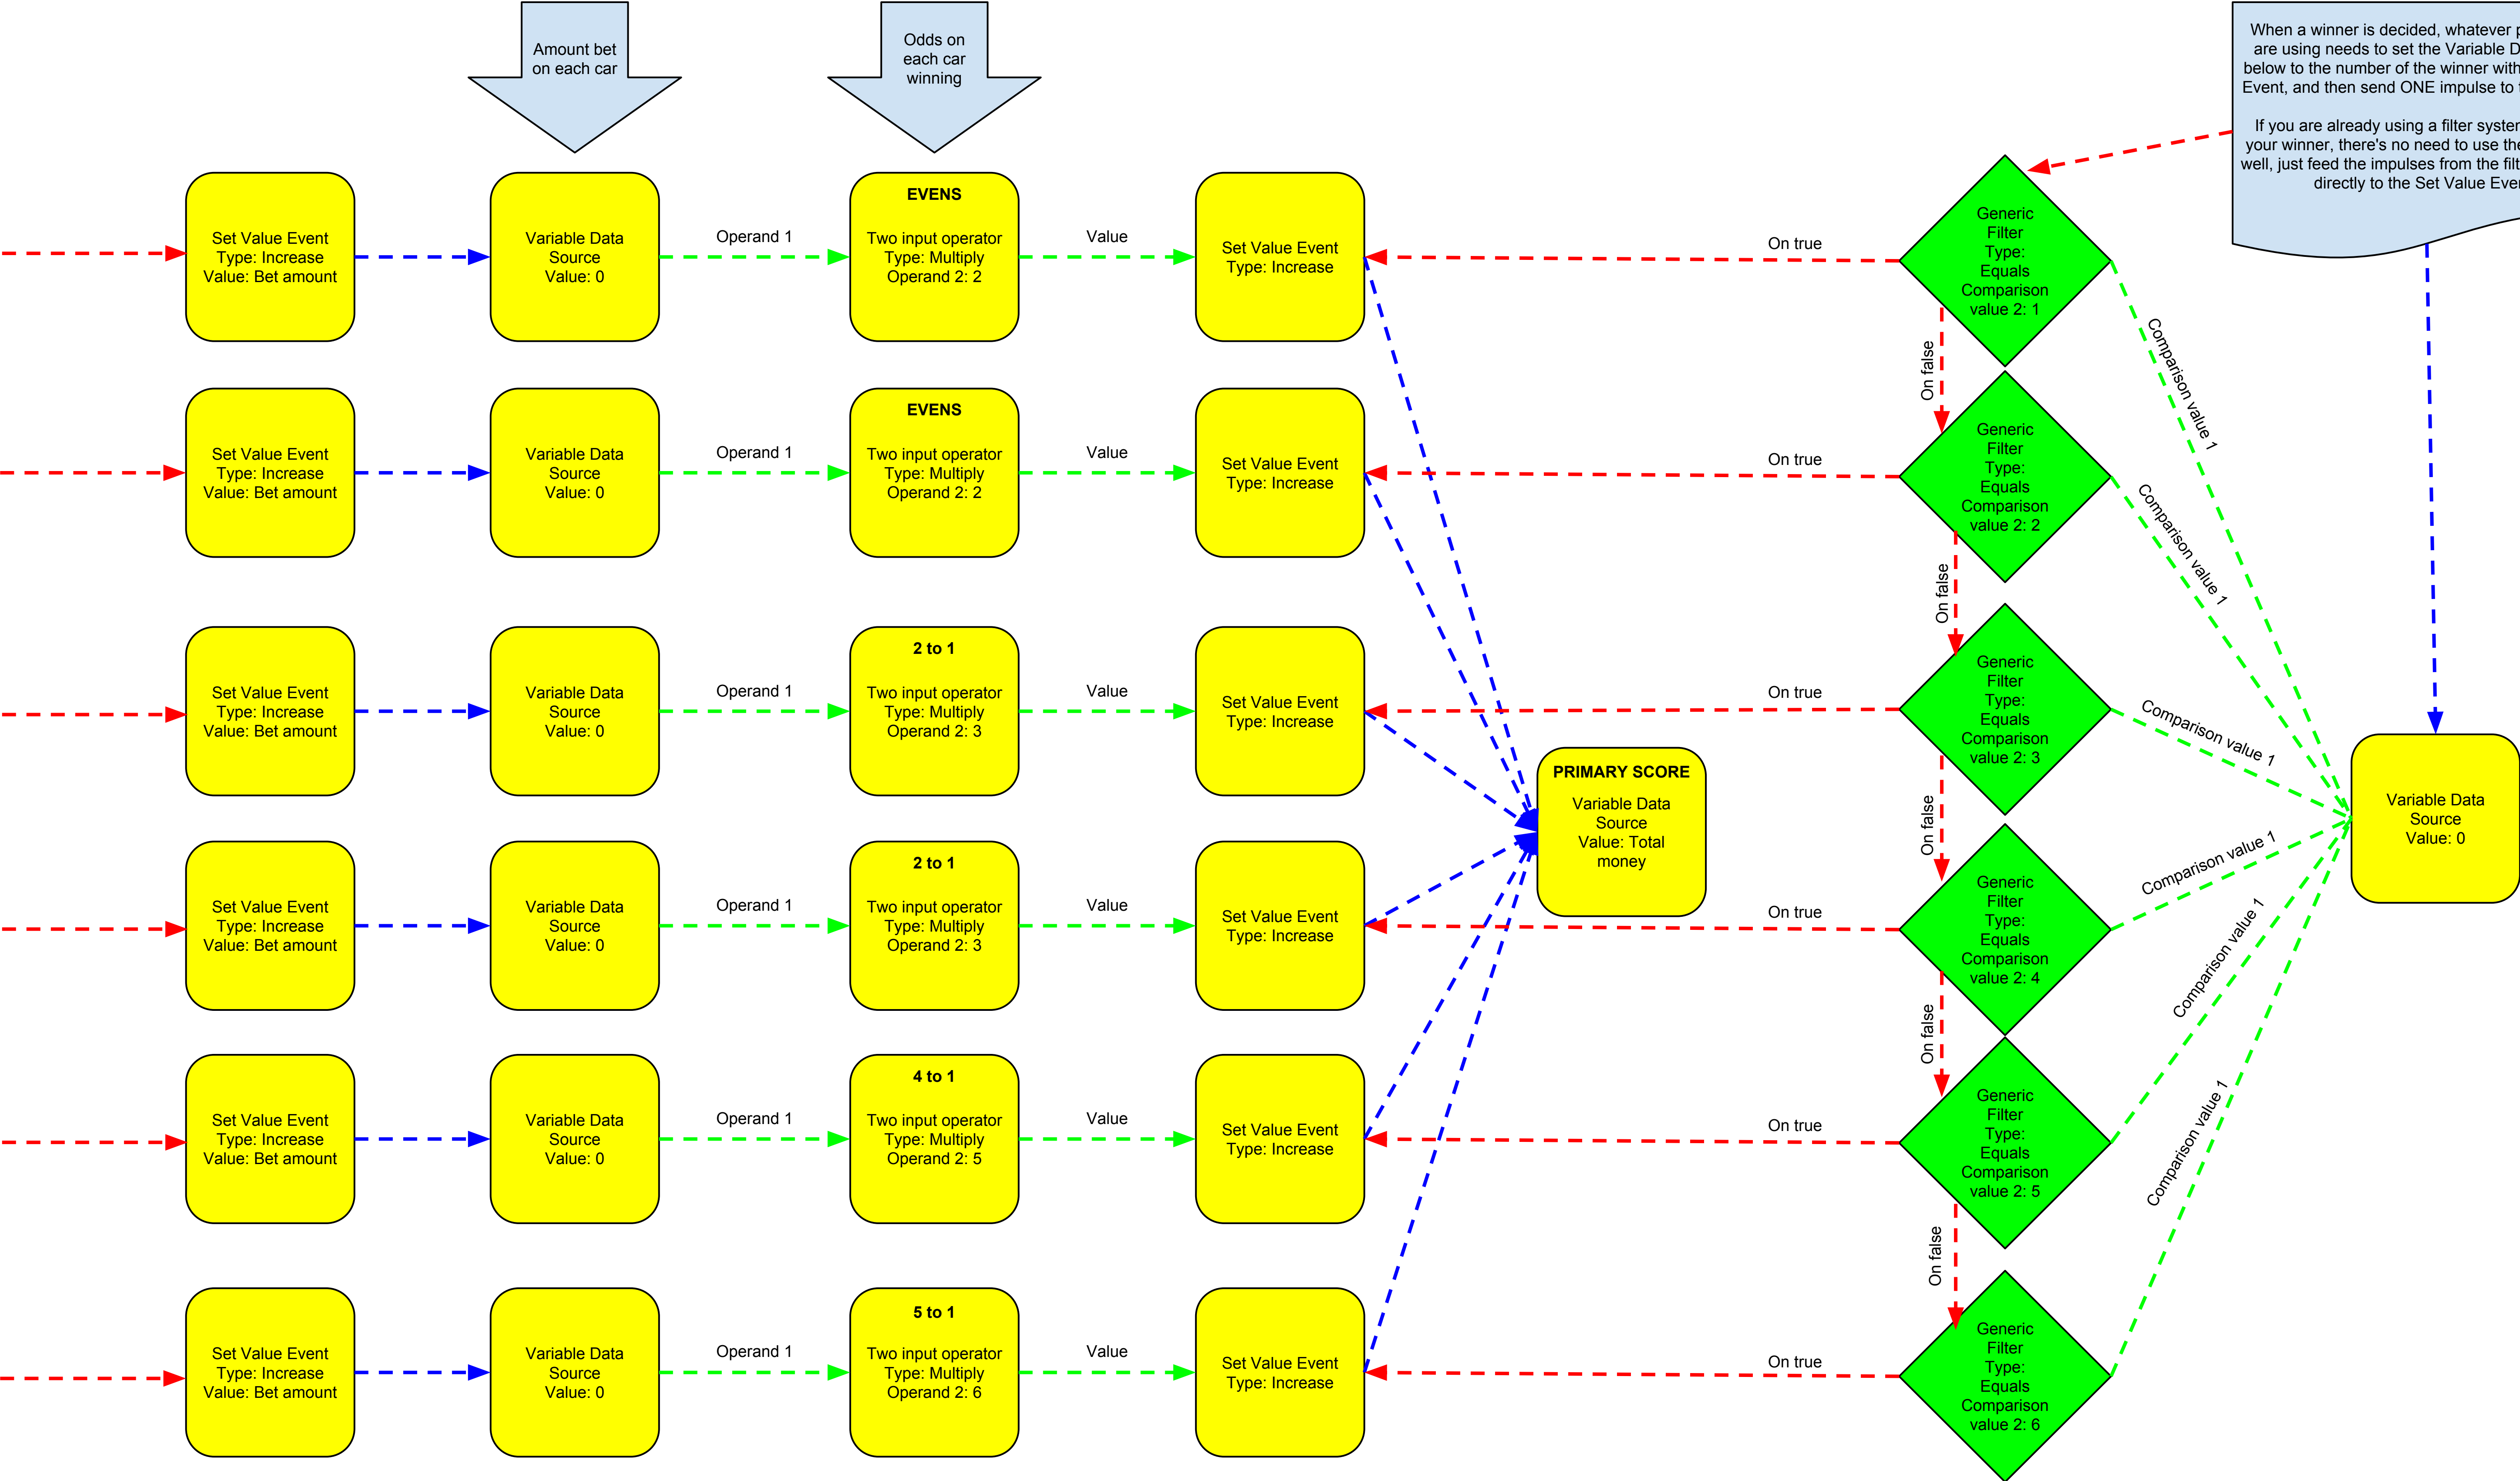 Amount bet
on each car
Odds on
each car
winning
When a winner is decided, whatever
are using needs to set the Variable
below to the number of the winner with
Event, and then send ONE impulse to
If you are already using a filter
your winner, there's no need to use
well, just feed the impulses from the
directly to the Set Value
Set Value Event
Type: Increase
Value: Bet amount
Variable Data
Source
Value: 0
Operand 1
EVENS
Two input operator
Type: Multiply
Operand 2: 2
Value
Set Value Event
Type: Increase
On true
Generic
Filter
Type:
Equals
Comparison
value 2: 1
Comparison value 1
On false
Set Value Event
Type: Increase
Value: Bet amount
Variable Data
Source
Value: 0
Operand 1
EVENS
Two input operator
Type: Multiply
Operand 2: 2
Value
Set Value Event
Type: Increase
On true
Generic
Filter
Type:
Equals
Comparison
value 2: 2
Comparison value 1
On false
Set Value Event
Type: Increase
Value: Bet amount
Variable Data
Source
Value: 0
Operand 1
2 to 1
Two input operator
Type: Multiply
Operand 2: 3
Value
Set Value Event
Type: Increase
On true
Generic
Filter
Type:
Equals
Comparison
value 2: 3
Comparison value 1
On false
PRIMARY SCORE
Variable Data
Source
Value: Total
money
Variable Data
Source
Value: 0
Set Value Event
Type: Increase
Value: Bet amount
Variable Data
Source
Value: 0
Operand 1
2 to 1
Two input operator
Type: Multiply
Operand 2: 3
Value
Set Value Event
Type: Increase
On true
Generic
Filter
Type:
Equals
Comparison
value 2: 4
Comparison value 1
On false
Set Value Event
Type: Increase
Value: Bet amount
Variable Data
Source
Value: 0
Operand 1
4 to 1
Two input operator
Type: Multiply
Operand 2: 5
Value
Set Value Event
Type: Increase
On true
Generic
Filter
Type:
Equals
Comparison
value 2: 5
Comparison value 1
On false
Set Value Event
Type: Increase
Value: Bet amount
Variable Data
Source
Value: 0
Operand 1
5 to 1
Two input operator
Type: Multiply
Operand 2: 6
Value
Set Value Event
Type: Increase
On true
Generic
Filter
Type:
Equals
Comparison
value 2: 6
Comparison value 1